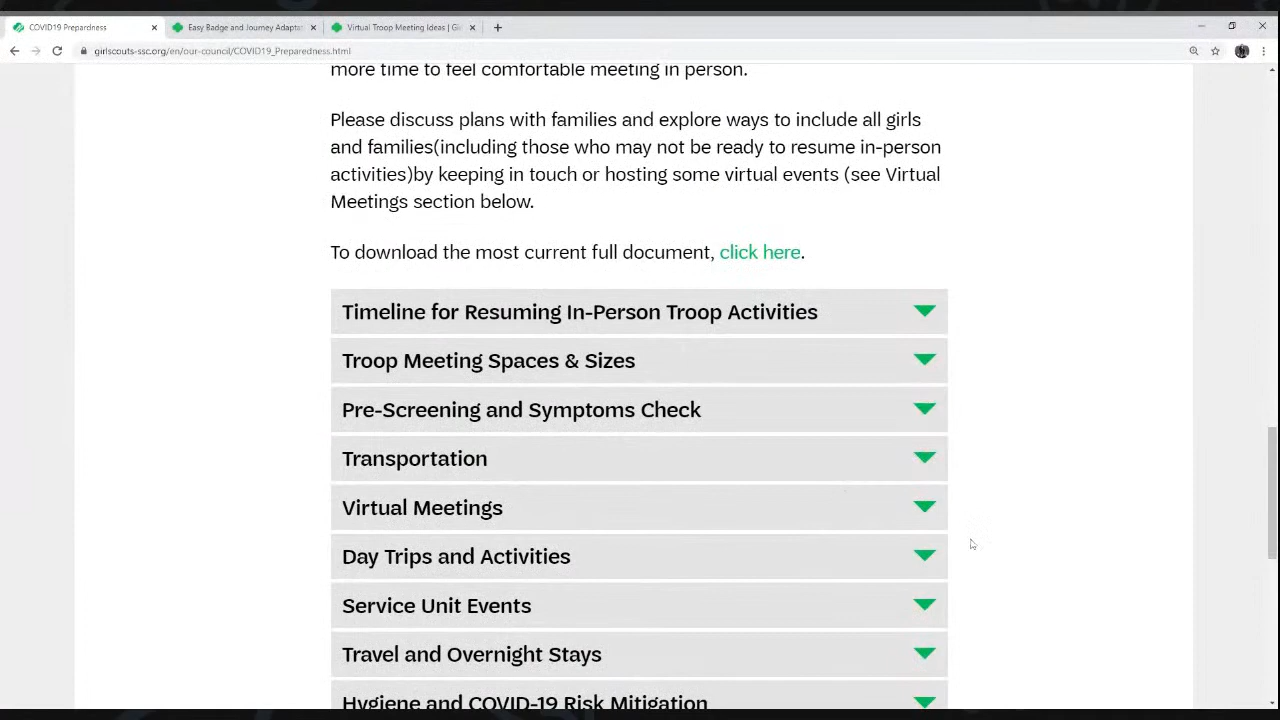 COVID19 Preparedness
Easy Badge and Journey Adaptat
Virtual Troop Meeting Ideas | Gi
girlscouts-ssc.org/en/our-council/COVID19_Preparedness.html
more time to feel comfortable meeting in person.
Please discuss plans with families and explore ways to include all girls
and families(including those who may not be ready to resume in-person
activities)by keeping in touch or hosting some virtual events (see Virtual
Meetings section below.
To download the most current full document, click here.
Timeline for Resuming In-Person Troop Activities
Troop Meeting Spaces & Sizes
Pre-Screening and Symptoms Check
Transportation
Virtual Meetings
Day Trips and Activities
Service Unit Events
Travel and Overnight Stays
Hygiene and COVID-19 Risk Mitigation